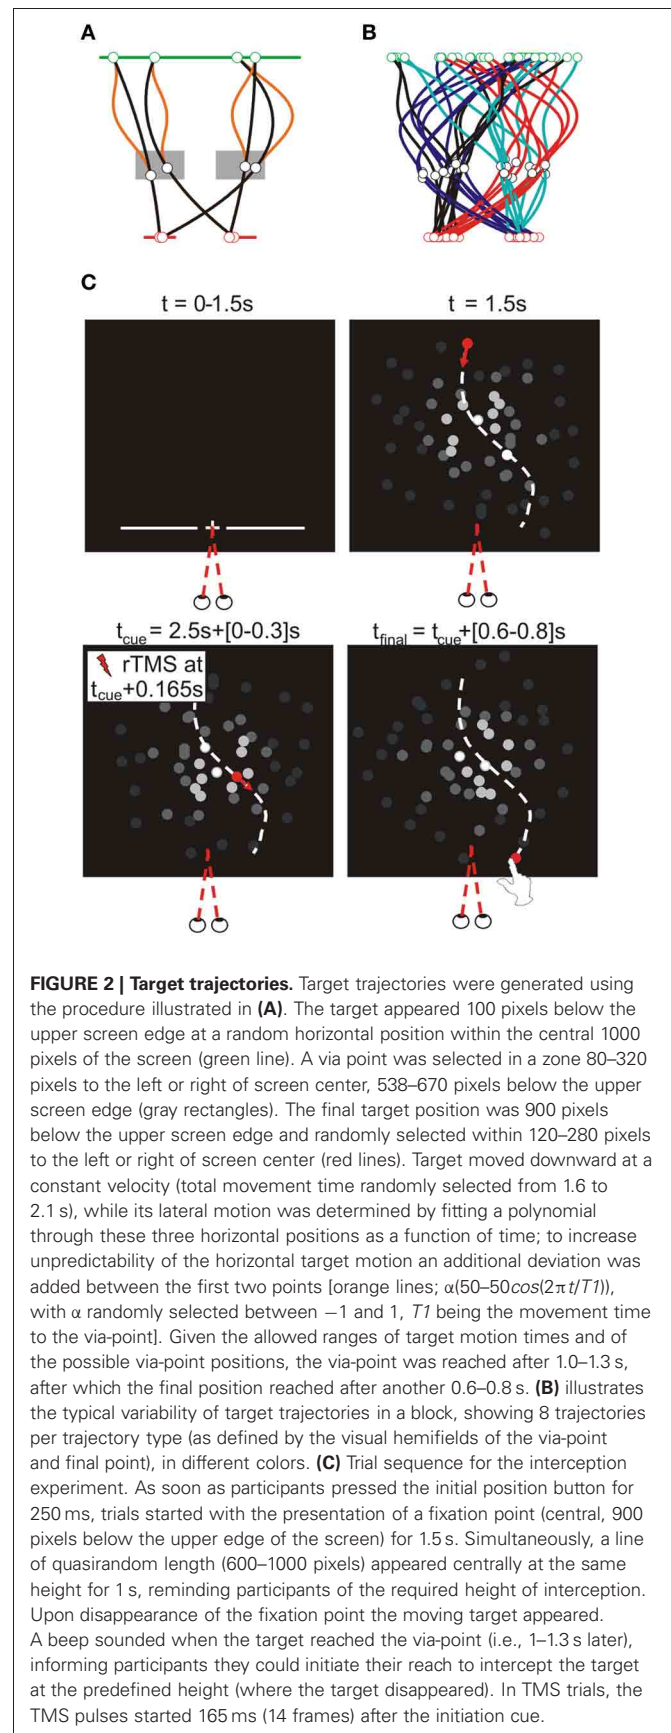 A
B
C
t = 0-1.5s
t = 1.5s
tcue = 2.5s+[0-0.3]s
tfinal = tcue+[0.6-0.8]s
rTMS at
tcue+0.165s
FIGURE 2 | Target trajectories. Target trajectories were generated using
the procedure illustrated in (A). The target appeared 100 pixels below the
upper screen edge at a random horizontal position within the central 1000
pixels of the screen (green line). A via point was selected in a zone 80–320
pixels to the left or right of screen center, 538–670 pixels below the upper
screen edge (gray rectangles). The final target position was 900 pixels
below the upper screen edge and randomly selected within 120–280 pixels
to the left or right of screen center (red lines). Target moved downward at a
constant velocity (total movement time randomly selected from 1.6 to
2.1 s), while its lateral motion was determined by fitting a polynomial
through these three horizontal positions as a function of time; to increase
unpredictability of the horizontal target motion an additional deviation was
added between the first two points [orange lines; α(50–50cos(2πt/T1)),
with α randomly selected between −1 and 1, T1 being the movement time
to the via-point]. Given the allowed ranges of target motion times and of
the possible via-point positions, the via-point was reached after 1.0–1.3 s,
after which the final position reached after another 0.6–0.8 s. (B) illustrates
the typical variability of target trajectories in a block, showing 8 trajectories
per trajectory type (as defined by the visual hemifields of the via-point
and final point), in different colors. (C) Trial sequence for the interception
experiment. As soon as participants pressed the initial position button for
250 ms, trials started with the presentation of a fixation point (central, 900
pixels below the upper edge of the screen) for 1.5 s. Simultaneously, a line
of quasirandom length (600–1000 pixels) appeared centrally at the same
height for 1 s, reminding participants of the required height of interception.
Upon disappearance of the fixation point the moving target appeared.
A beep sounded when the target reached the via-point (i.e., 1–1.3 s later),
informing participants they could initiate their reach to intercept the target
at the predefined height (where the target disappeared). In TMS trials, the
TMS pulses started 165 ms (14 frames) after the initiation cue.